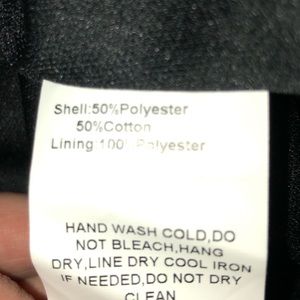 Shell:50%Polyester
50%Cotton
Lining 100% Polyester
HAND WASH COLD,DO
NOT BLEACH,HANG
DRY,LINE DRY COOL IRON
IF NEEDED,DO NOT DRY
CLEAN